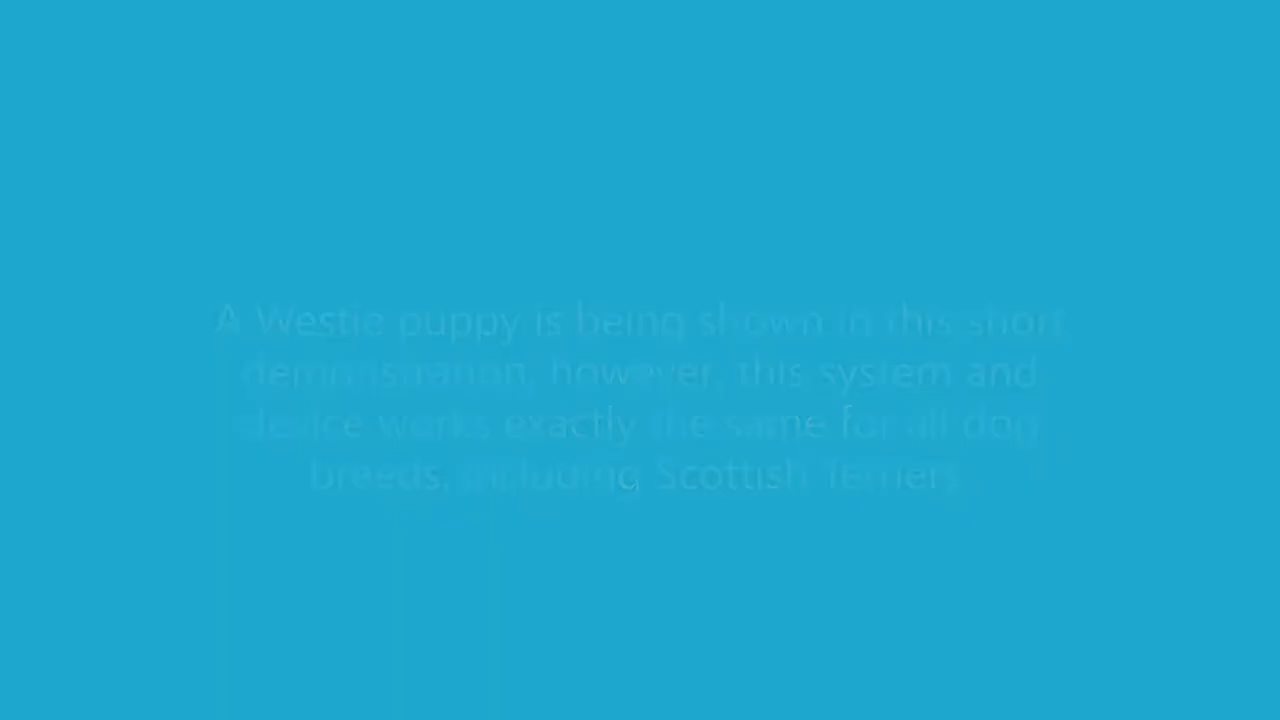 A Westie puppy is being shown in this short
demonstration, however, this system and
device works exactly the same for all dog
breeds, including Scottish Terriers